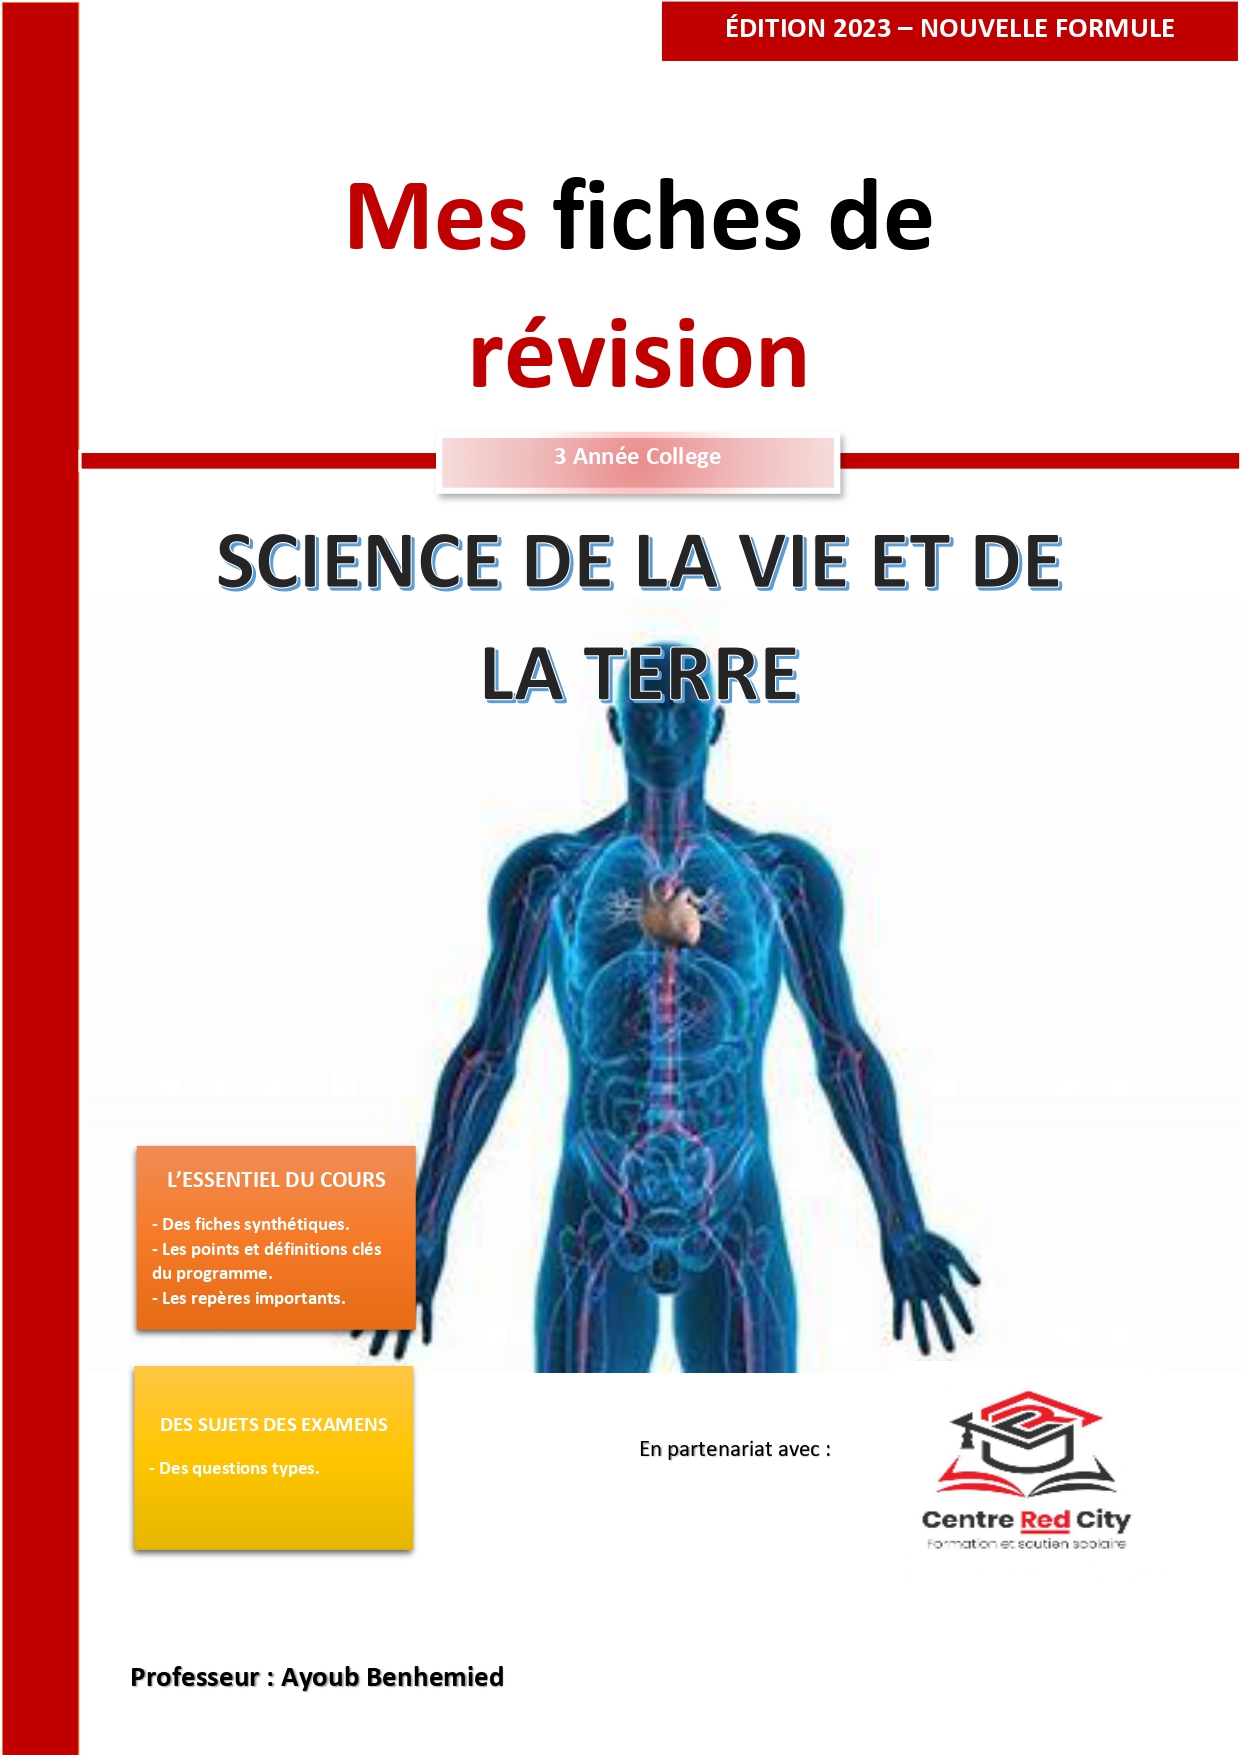 ÉDITION 2023 – NOUVELLE FORMULE
Mes fiches de
révision
3 Année College
SCIENCE DE LA VIE ET DE
LA TERRE
L’ESSENTIEL DU COURS
- Des fiches synthétiques.
- Les points et définitions clés
du programme.
- Les repères importants.
DES SUJETS DES EXAMENS
- Des questions types.
En partenariat avec :
Centre Red City
Formation et soutien scolaire
Professeur : Ayoub Benhemied